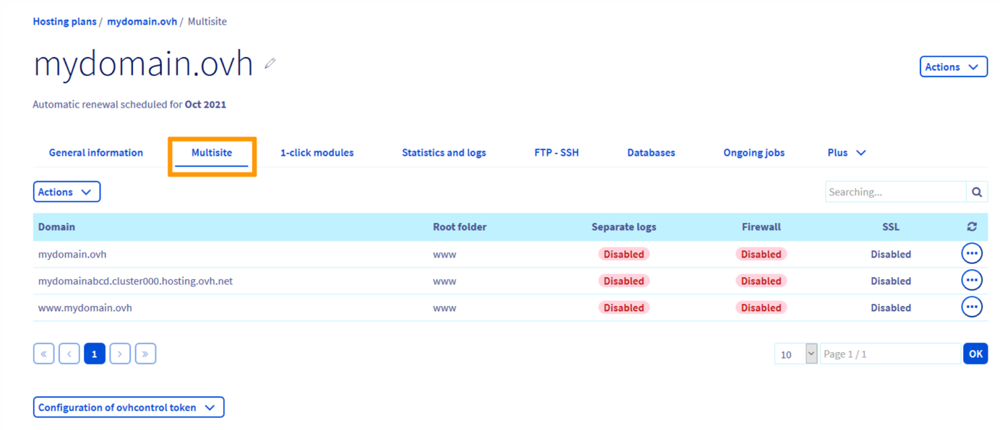 Hosting plans / mydomain.ovh / Multisite
mydomain.ovh
Actions
Automatic renewal scheduled for Oct 2021
General information Multisite 1-click modules Statistics and logs FTP - SSH Databases Ongoing jobs Plus
Actions Searching...
Domain Root folder Separate logs Firewall SSL
mydomain.ovh www Disabled Disabled Disabled
mydomainabcd.cluster000.hosting.ovh.net www Disabled Disabled Disabled
www.mydomain.ovh www Disabled Disabled Disabled
« ‹ 1 › » 10 Page 1 / 1 OK
Configuration of ovhcontrol token